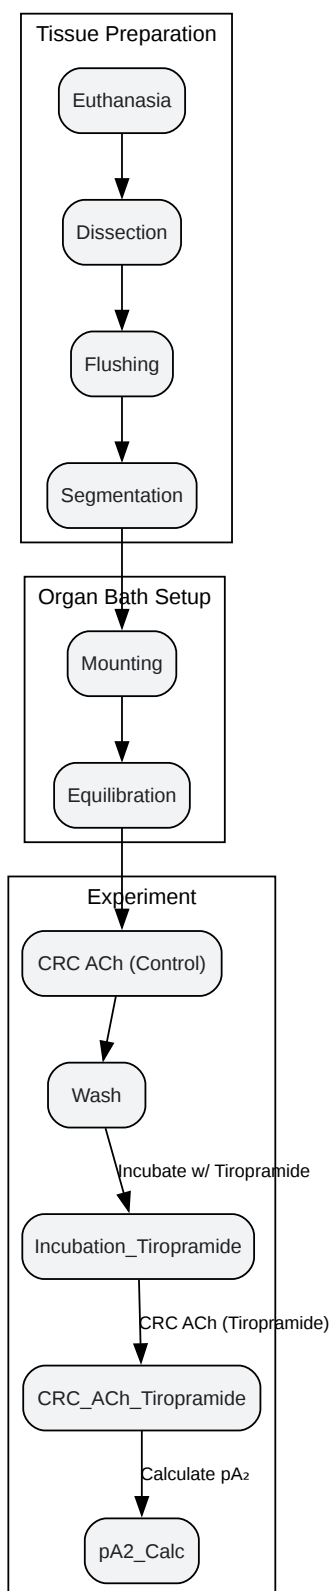 Tissue Preparation
Euthanasia
Dissection
Flushing
Segmentation
Organ Bath Setup
Mounting
Equilibration
Experiment
CRC ACh (Control)
Wash
Incubate w/ Tiropramide
Incubation_Tiropramide
CRC ACh (Tiropramide)
CRC_ACh_Tiropramide
Calculate pA₂
pA2_Calc